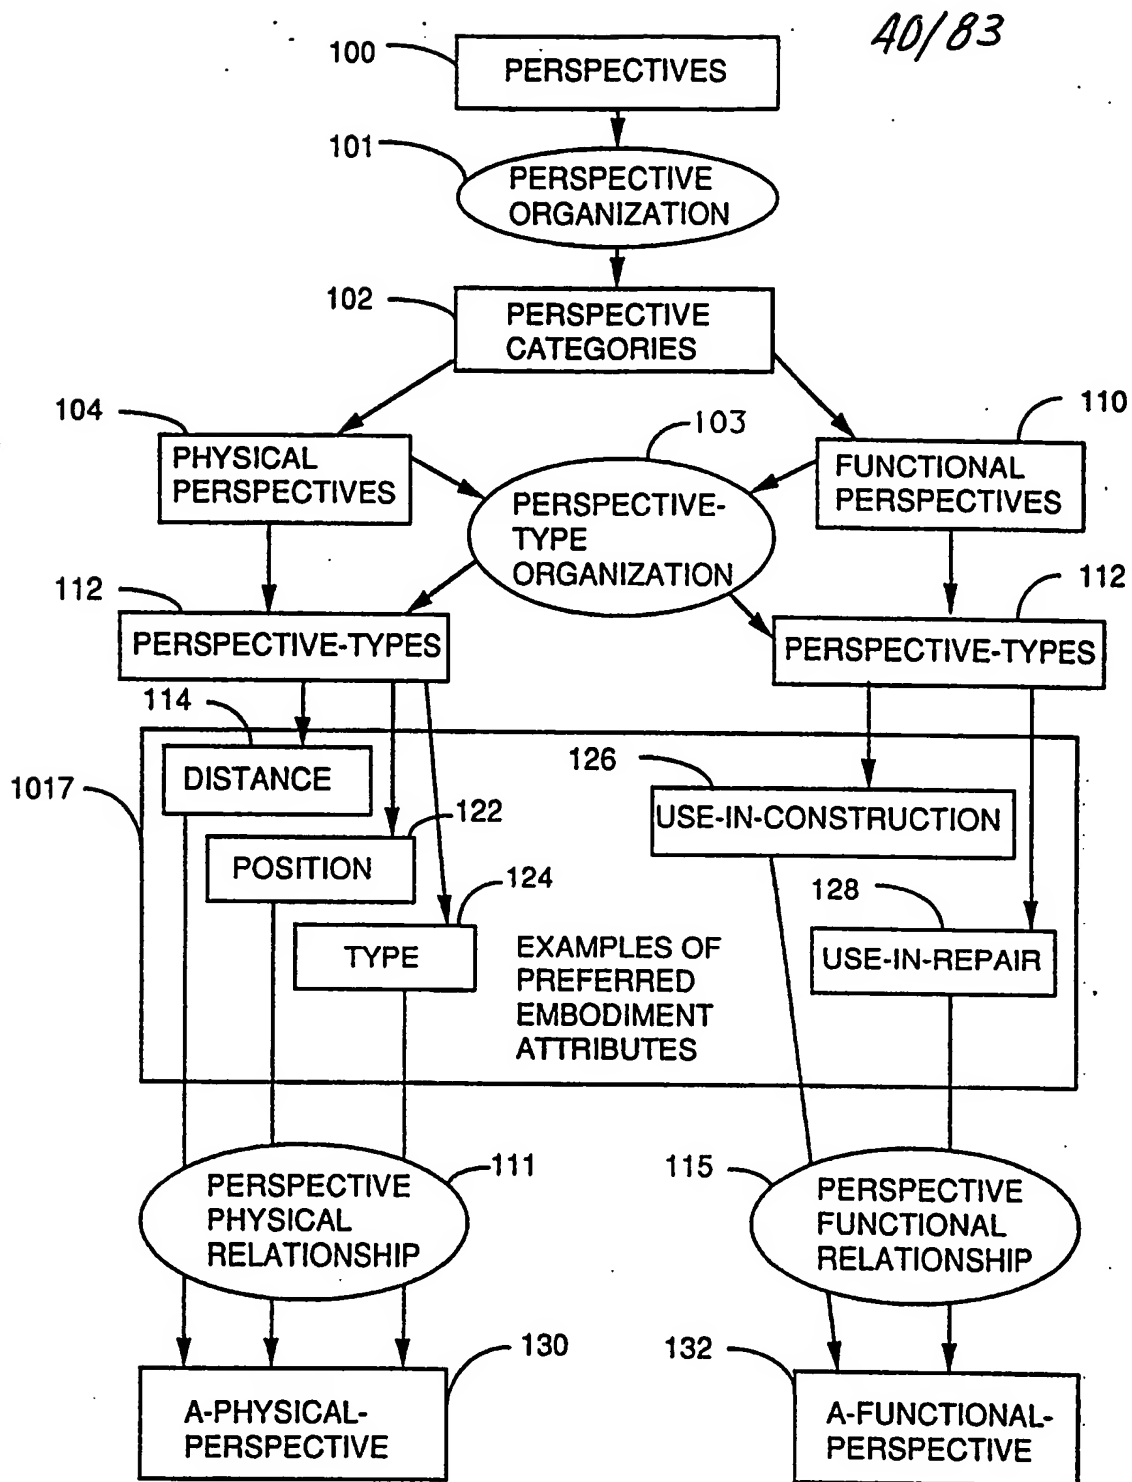 40/83
100
PERSPECTIVES
101
PERSPECTIVE
ORGANIZATION
102
PERSPECTIVE
CATEGORIES
104
103
110
PHYSICAL
PERSPECTIVES
PERSPECTIVE-
TYPE
ORGANIZATION
FUNCTIONAL
PERSPECTIVES
112
PERSPECTIVE-TYPES
112
PERSPECTIVE-TYPES
114
DISTANCE
1017
122
POSITION
124
TYPE
126
USE-IN-CONSTRUCTION
128
USE-IN-REPAIR
EXAMPLES OF
PREFERRED
EMBODIMENT
ATTRIBUTES
111
PERSPECTIVE
PHYSICAL
RELATIONSHIP
115
PERSPECTIVE
FUNCTIONAL
RELATIONSHIP
130
A-PHYSICAL-
PERSPECTIVE
132
A-FUNCTIONAL-
PERSPECTIVE